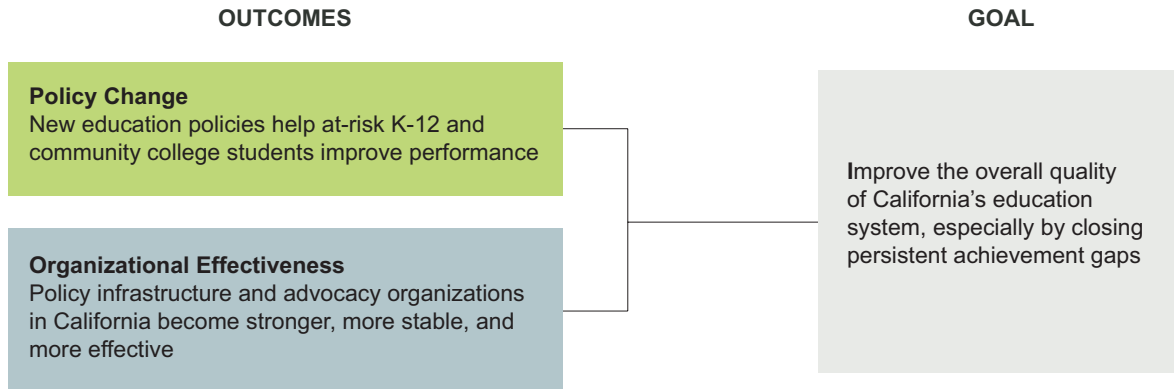 OUTCOMES
GOAL
Policy Change
New education policies help at-risk K-12 and
community college students improve performance
Organizational Effectiveness
Policy infrastructure and advocacy organizations
in California become stronger, more stable, and
more effective
Improve the overall quality
of California’s education
system, especially by closing
persistent achievement gaps